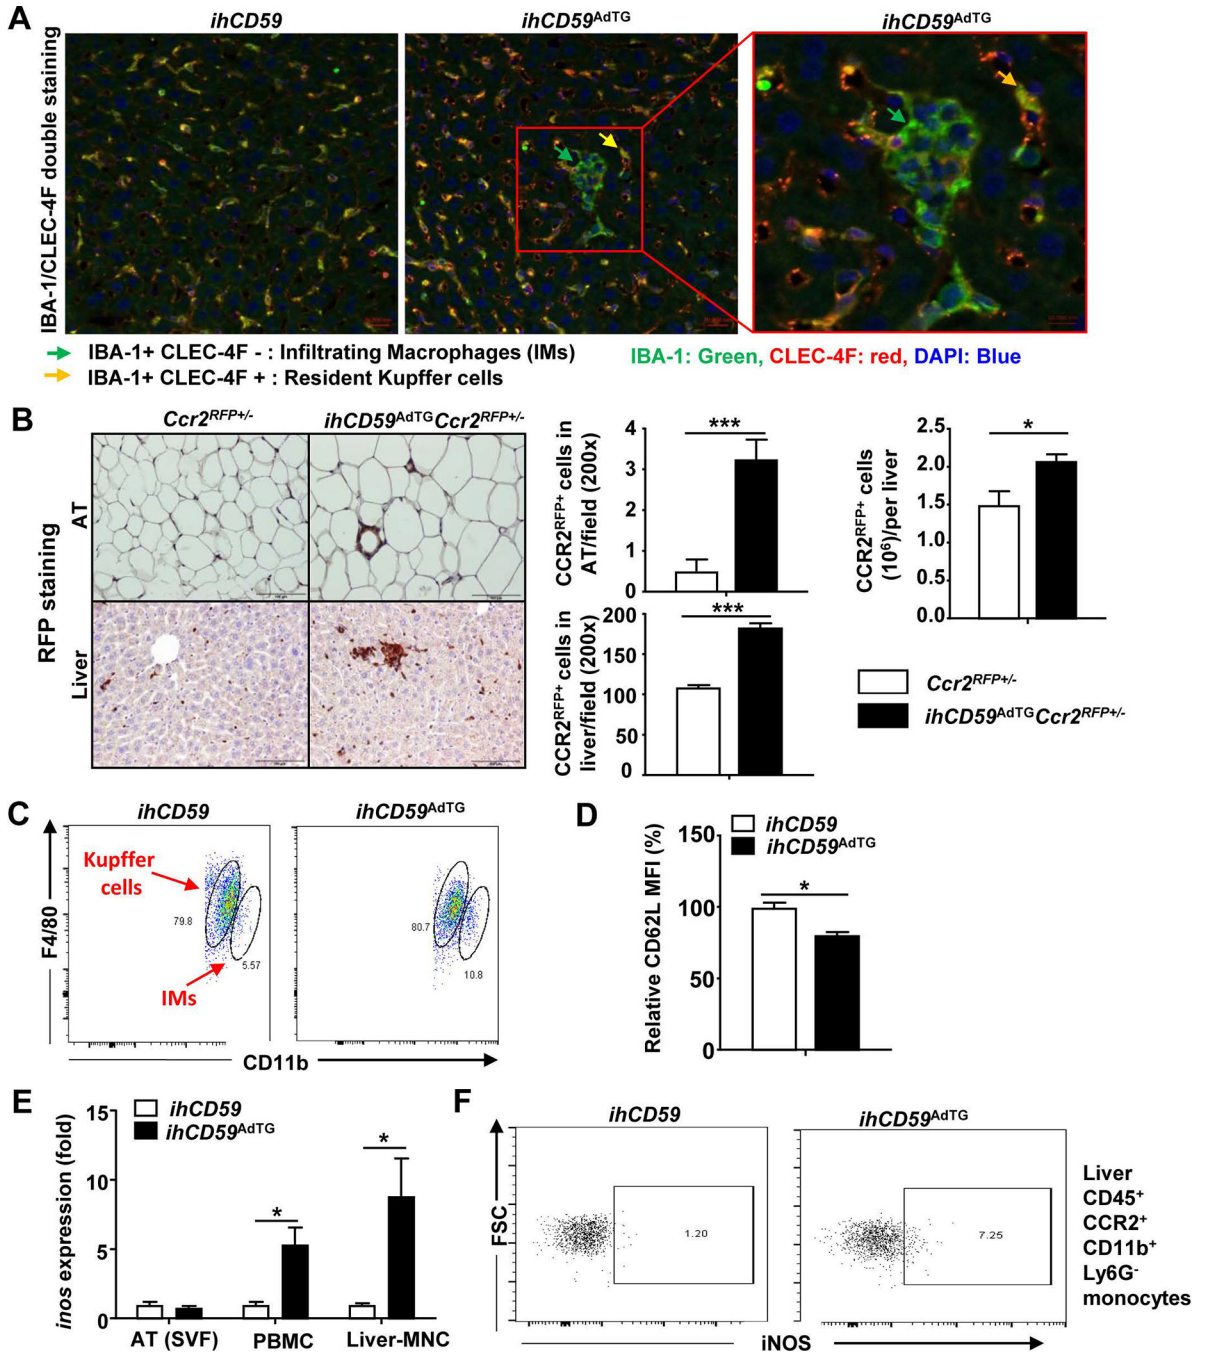 A
ihCD59
ihCD59AdTG
ihCD59AdTG
IBA-1/CLEC-4F double staining
IBA-1+ CLEC-4F - : Infiltrating Macrophages (IMs)
IBA-1+ CLEC-4F + : Resident Kupffer cells
IBA-1: Green, CLEC-4F: red, DAPI: Blue
B
Ccr2RFP+/-
ihCD59AdTGCcr2RFP+/-
RFP staining
AT
Liver
CCR2RFP+ cells in
AT/field (200x)
4
3
2
1
0
***
CCR2RFP+ cells in
liver/field (200x)
200
150
100
50
0
***
CCR2RFP+ cells
(10⁶)/per liver
2.5
2.0
1.5
1.0
0.5
0.0
*
Ccr2RFP+/-
ihCD59AdTGCcr2RFP+/-
C
ihCD59
ihCD59AdTG
Kupffer
cells
79.8
5.57
IMs
80.7
10.8
F4/80
CD11b
D
ihCD59
ihCD59AdTG
Relative CD62L MFI (%)
150
100
50
0
*
E
ihCD59
ihCD59AdTG
inos expression (fold)
15
10
5
0
*
*
AT (SVF)
PBMC
Liver-MNC
F
ihCD59
ihCD59AdTG
FSC
1.20
7.25
iNOS
Liver
CD45⁺
CCR2⁺
CD11b⁺
Ly6G⁻
monocytes